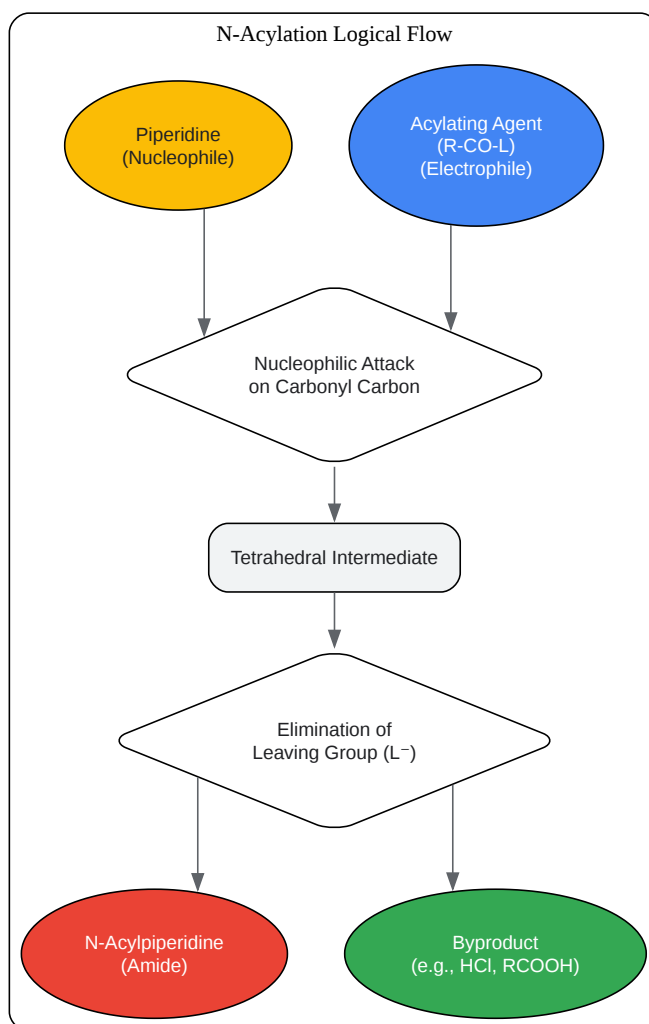 N-Acylation Logical Flow
Piperidine
(Nucleophile)
Acylating Agent
(R-CO-L)
(Electrophile)
Nucleophilic Attack
on Carbonyl Carbon
Tetrahedral Intermediate
Elimination of
Leaving Group (L⁻)
N-Acylpiperidine
(Amide)
Byproduct
(e.g., HCl, RCOOH)